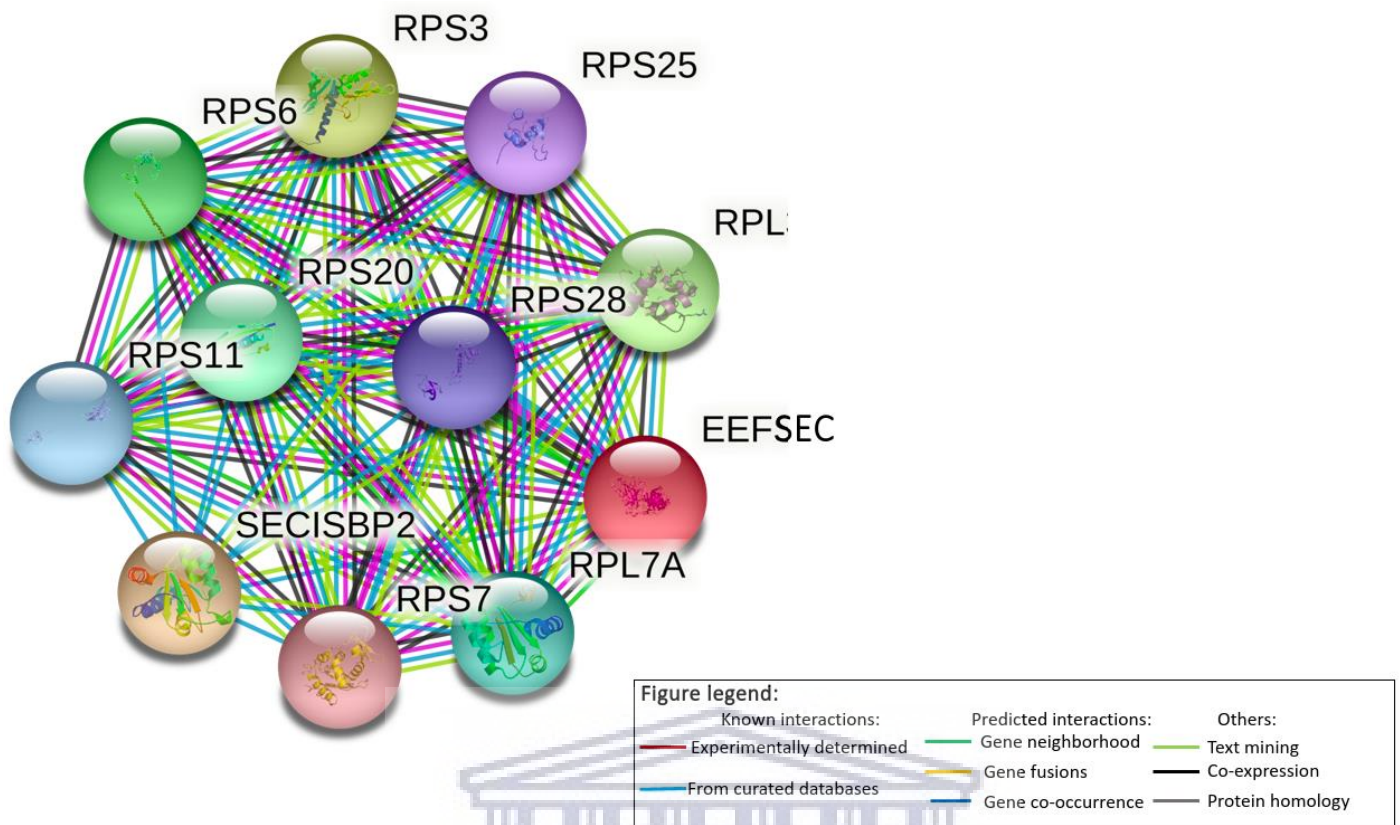 RPS3
RPS25
RPS6
RPL
RPS20
RPS28
RPS11
EEFSEC
SECISBP2
RPL7A
RPS7
Figure legend:
Known interactions: Predicted interactions: Others:
Experimentally determined Gene neighborhood Text mining
Gene fusions Co-expression
From curated databases Gene co-occurrence Protein homology